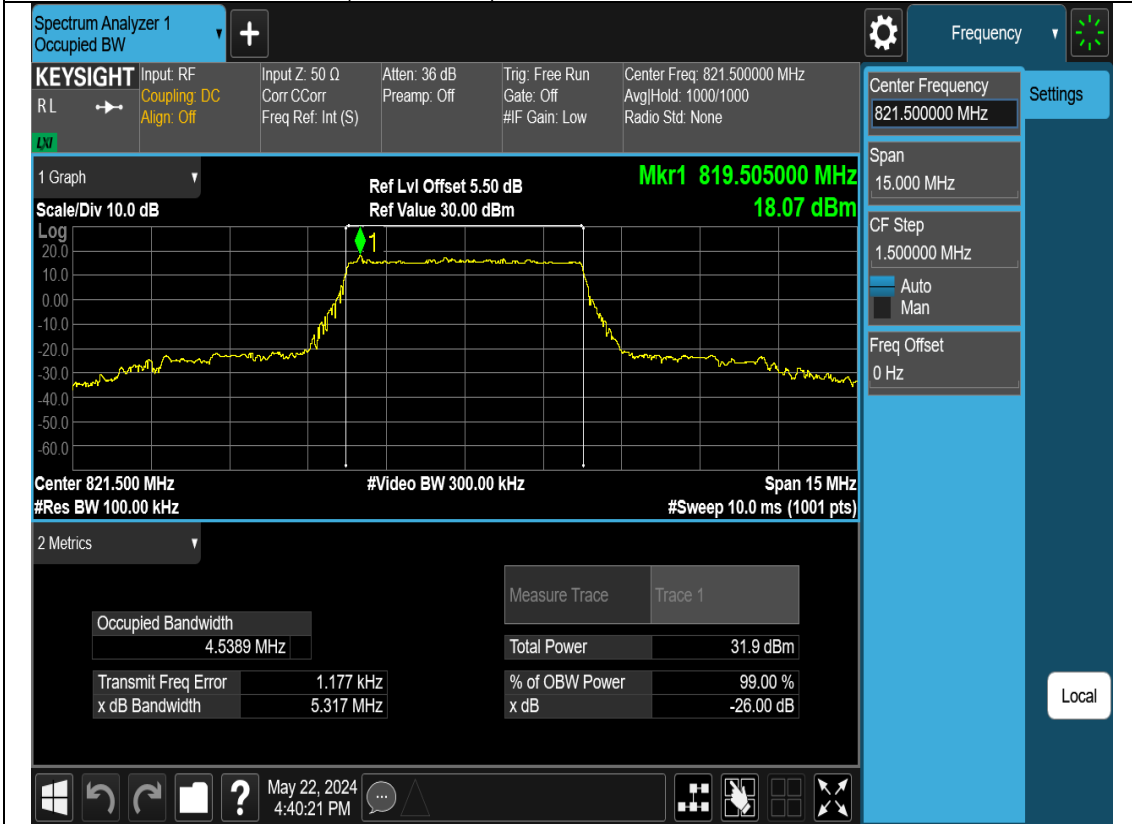 Spectrum Analyzer 1
Occupied BW
+
Frequency
KEYSIGHT
R L
LXI
Input: RF
Coupling: DC
Align: Off
Input Z: 50 Ω
Corr CCorr
Freq Ref: Int (S)
Atten: 36 dB
Preamp: Off
Trig: Free Run
Gate: Off
#IF Gain: Low
Center Freq: 821.500000 MHz
Avg|Hold: 1000/1000
Radio Std: None
Center Frequency
821.500000 MHz
Settings
Span
15.000 MHz
CF Step
1.500000 MHz
Auto
Man
Freq Offset
0 Hz
Local
1 Graph
Scale/Div 10.0 dB
Ref Lvl Offset 5.50 dB
Ref Value 30.00 dBm
Mkr1 819.505000 MHz
18.07 dBm
Log
20.0
10.0
0.00
-10.0
-20.0
-30.0
-40.0
-50.0
-60.0
1
Center 821.500 MHz
#Video BW 300.00 kHz
Span 15 MHz
#Res BW 100.00 kHz
#Sweep 10.0 ms (1001 pts)
2 Metrics
Measure Trace Trace 1
Occupied Bandwidth
4.5389 MHz
Total Power 31.9 dBm
Transmit Freq Error 1.177 kHz
% of OBW Power 99.00 %
x dB Bandwidth 5.317 MHz
x dB -26.00 dB
?
May 22, 2024
4:40:21 PM